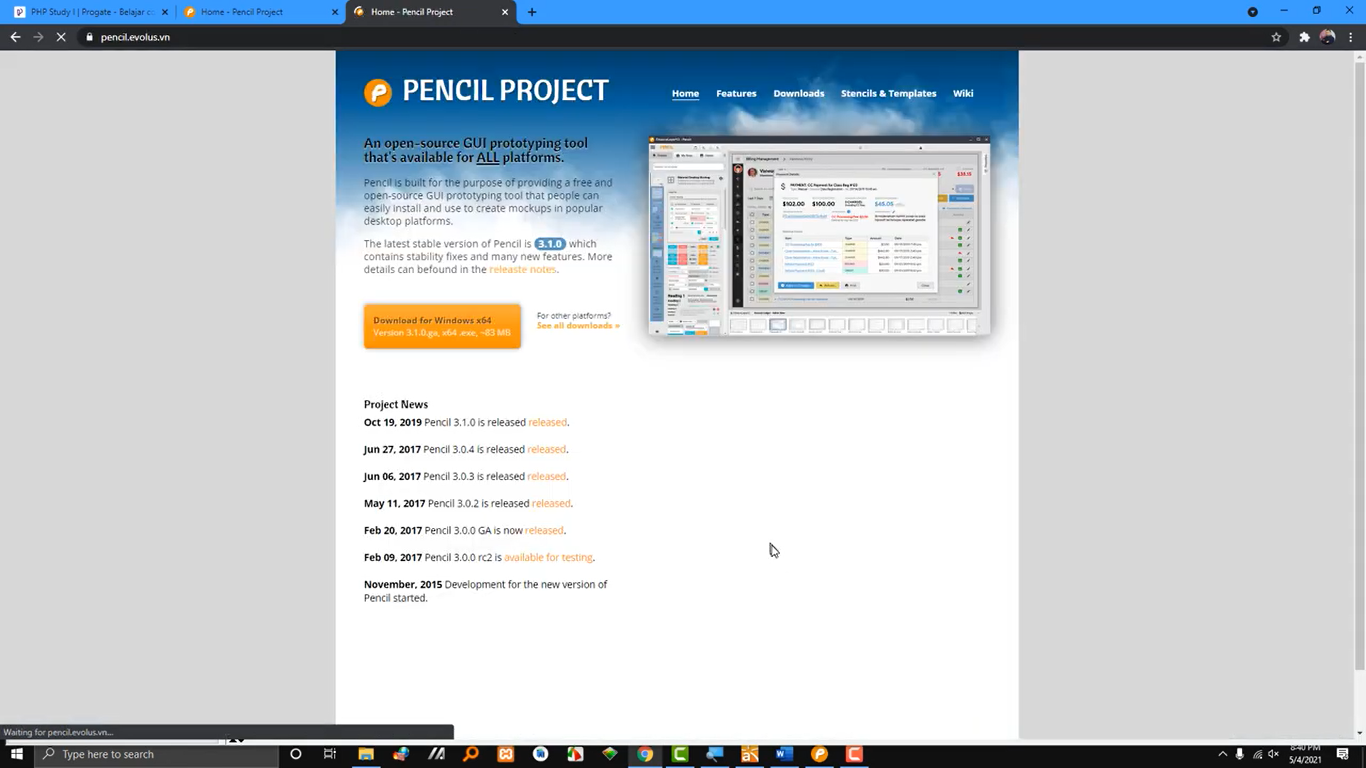 PHP Study I | Progate - Belajar c
Home - Pencil Project
Home - Pencil Project
pencil.evolus.vn
PENCIL PROJECT
Home
Features
Downloads
Stencils & Templates
Wiki
An open-source GUI prototyping tool
that's available for ALL platforms.
Pencil is built for the purpose of providing a free and
open-source GUI prototyping tool that people can
easily install and use to create mockups in popular
desktop platforms.
The latest stable version of Pencil is 3.1.0 which
contains stability fixes and many new features. More
details can befound in the releaste notes.
Download for Windows x64
Version 3.1.0.ga, x64 .exe, ~83 MB
For other platforms?
See all downloads »
$102.00
$100.00
Project News
Oct 19, 2019 Pencil 3.1.0 is released released.
Jun 27, 2017 Pencil 3.0.4 is released released.
Jun 06, 2017 Pencil 3.0.3 is released released.
May 11, 2017 Pencil 3.0.2 is released released.
Feb 20, 2017 Pencil 3.0.0 GA is now released.
Feb 09, 2017 Pencil 3.0.0 rc2 is available for testing.
November, 2015 Development for the new version of
Pencil started.
Waiting for pencil.evolus.vn...
Type here to search
8:40 PM
5/4/2021